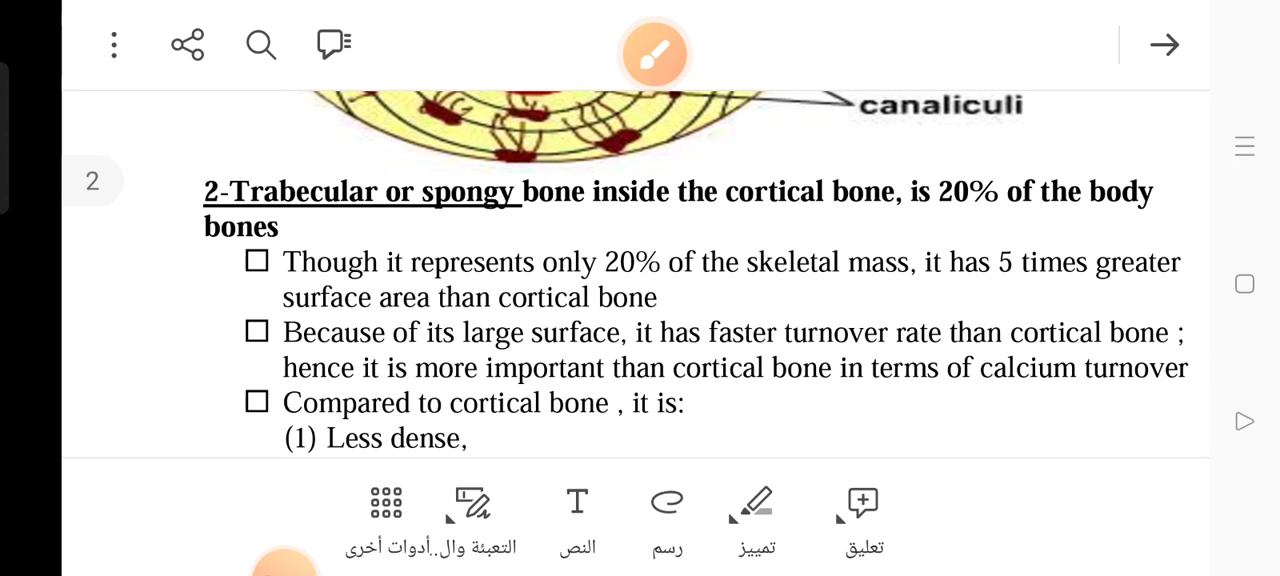 canaliculi
2
2-Trabecular or spongy bone inside the cortical bone, is 20% of the body
bones
☐ Though it represents only 20% of the skeletal mass, it has 5 times greater
surface area than cortical bone
☐ Because of its large surface, it has faster turnover rate than cortical bone ;
hence it is more important than cortical bone in terms of calcium turnover
☐ Compared to cortical bone , it is:
(1) Less dense,
T
تعليق
تمييز
رسم
النص
التعبئة وال..
أدوات أخرى